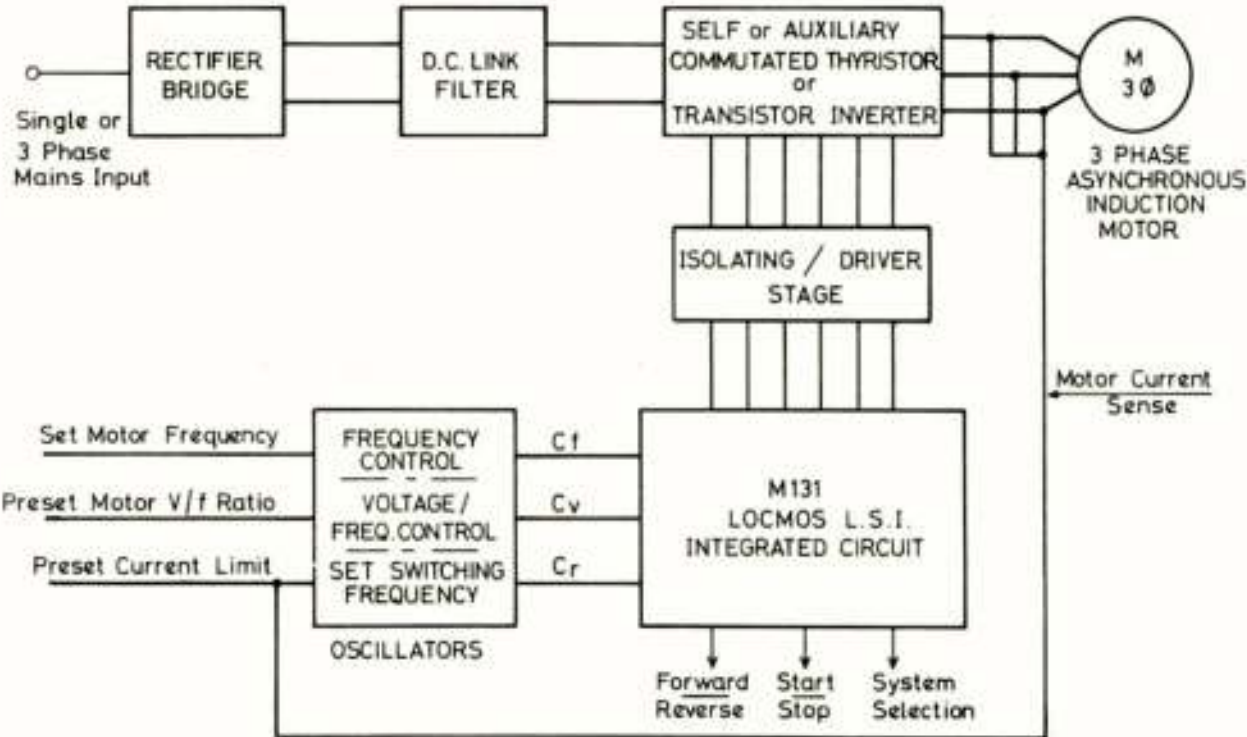 RECTIFIER
BRIDGE
D.C. LINK
FILTER
SELF or AUXILIARY
COMMUTATED THYRISTOR
or
TRANSISTOR INVERTER
M
3Ø
Single or
3 Phase
Mains Input
3 PHASE
ASYNCHRONOUS
INDUCTION
MOTOR
ISOLATING / DRIVER
STAGE
Motor Current
Sense
Set Motor Frequency
Preset Motor V/f Ratio
Preset Current Limit
FREQUENCY
CONTROL
VOLTAGE/
FREQ.CONTROL
SET SWITCHING
FREQUENCY
OSCILLATORS
Cf
Cv
Cr
M131
LOCMOS L.S.I.
INTEGRATED CIRCUIT
Forward
Reverse
Start
Stop
System
Selection